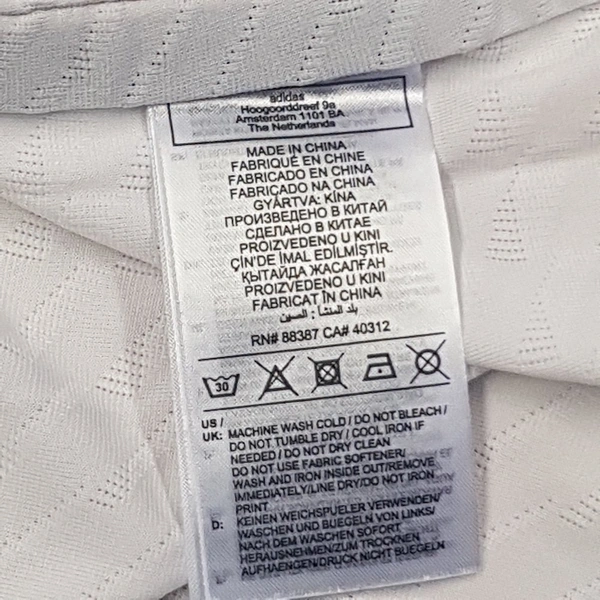 adidas
Hoogoorddreef 9a
Amsterdam 1101 BA
The Netherlands
MADE IN CHINA
FABRIQUÉ EN CHINE
FABRICADO EN CHINA
FABRICADO NA CHINA
GYÁRTVA: KÍNA
ПРОИЗВЕДЕНО В КИТАЙ
СДЕЛАНО В КИТАЕ
PROIZVEDENO U KINI
ÇİN'DE İMAL EDİLMİŞTİR.
ҚЫТАЙДА ЖАСАЛҒАН
PROIZVEDENO U KINI
FABRICAT ÎN CHINA
بلد المنشأ : الصين
RN# 88387 CA# 40312
30
US /
UK: MACHINE WASH COLD / DO NOT BLEACH /
DO NOT TUMBLE DRY / COOL IRON IF
NEEDED / DO NOT DRY CLEAN
DO NOT USE FABRIC SOFTENER/
WASH AND IRON INSIDE OUT/REMOVE
IMMEDIATELY/LINE DRY/DO NOT IRON
PRINT
D: KEINEN WEICHSPUELER VERWENDEN/
WASCHEN UND BUEGELN VON LINKS/
NACH DEM WASCHEN SOFORT
HERAUSNEHMEN/ZUM TROCKNEN
AUFHAENGEN/DRUCK NICHT BUEGELN